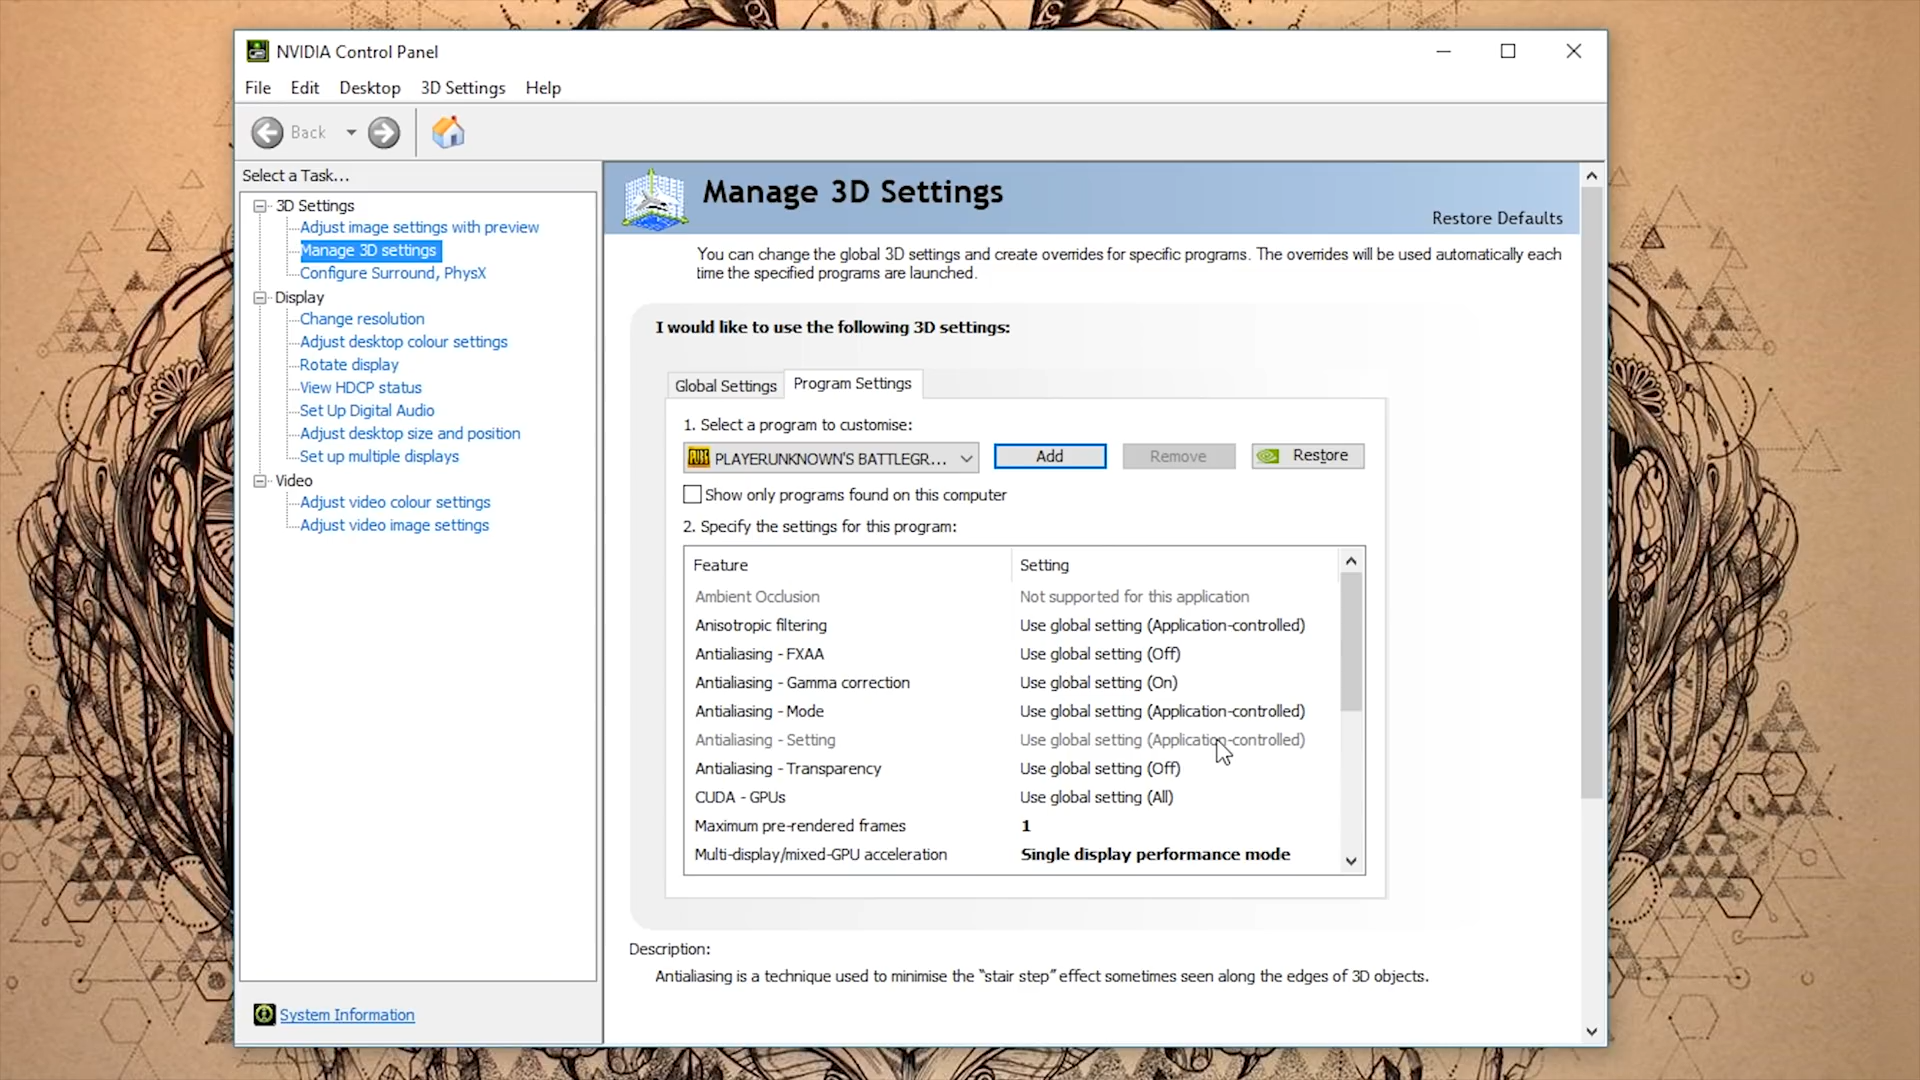 NVIDIA Control Panel
File Edit Desktop 3D Settings Help
Back
Select a Task...
3D Settings
Adjust image settings with preview
Manage 3D settings
Configure Surround, PhysX
Display
Change resolution
Adjust desktop colour settings
Rotate display
View HDCP status
Set Up Digital Audio
Adjust desktop size and position
Set up multiple displays
Video
Adjust video colour settings
Adjust video image settings
System Information
Manage 3D Settings
Restore Defaults
You can change the global 3D settings and create overrides for specific programs. The overrides will be used automatically each
time the specified programs are launched.
I would like to use the following 3D settings:
Global Settings Program Settings
1. Select a program to customise:
PUBG PLAYERUNKNOWN'S BATTLEGR... Add Remove Restore
Show only programs found on this computer
2. Specify the settings for this program:
Feature Setting
Ambient Occlusion Not supported for this application
Anisotropic filtering Use global setting (Application-controlled)
Antialiasing - FXAA Use global setting (Off)
Antialiasing - Gamma correction Use global setting (On)
Antialiasing - Mode Use global setting (Application-controlled)
Antialiasing - Setting Use global setting (Application-controlled)
Antialiasing - Transparency Use global setting (Off)
CUDA - GPUs Use global setting (All)
Maximum pre-rendered frames 1
Multi-display/mixed-GPU acceleration Single display performance mode
Description:
Antialiasing is a technique used to minimise the “stair step” effect sometimes seen along the edges of 3D objects.